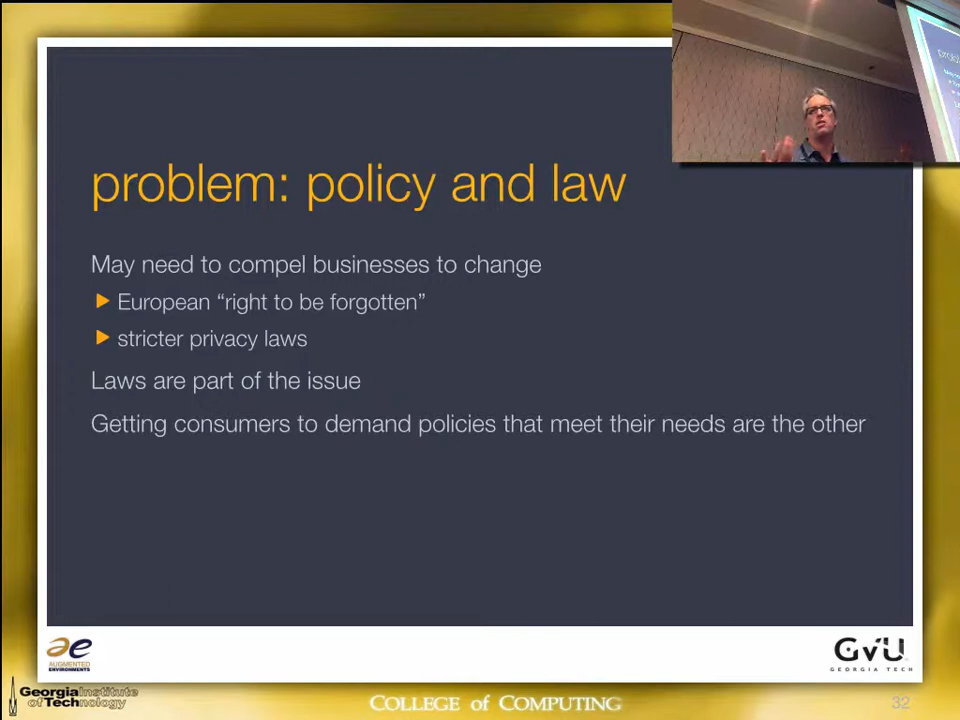 problem: policy and law
May need to compel businesses to change
European “right to be forgotten”
stricter privacy laws
Laws are part of the issue
Getting consumers to demand policies that meet their needs are the other
ae
AUGMENTED
ENVIRONMENTS
GVU
GEORGIA TECH
Georgia Institute
of Technology
COLLEGE of COMPUTING
32